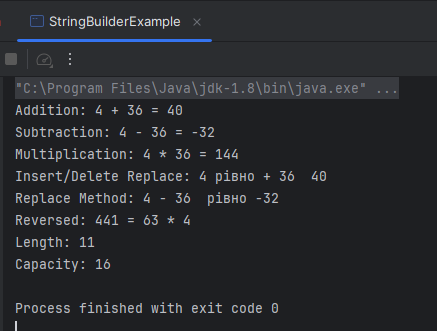 StringBuilderExample
"C:\Program Files\Java\jdk-1.8\bin\java.exe" ...
Addition: 4 + 36 = 40
Subtraction: 4 - 36 = -32
Multiplication: 4 * 36 = 144
Insert/Delete Replace: 4 рівно + 36  40
Replace Method: 4 - 36  рівно -32
Reversed: 441 = 63 * 4
Length: 11
Capacity: 16
Process finished with exit code 0